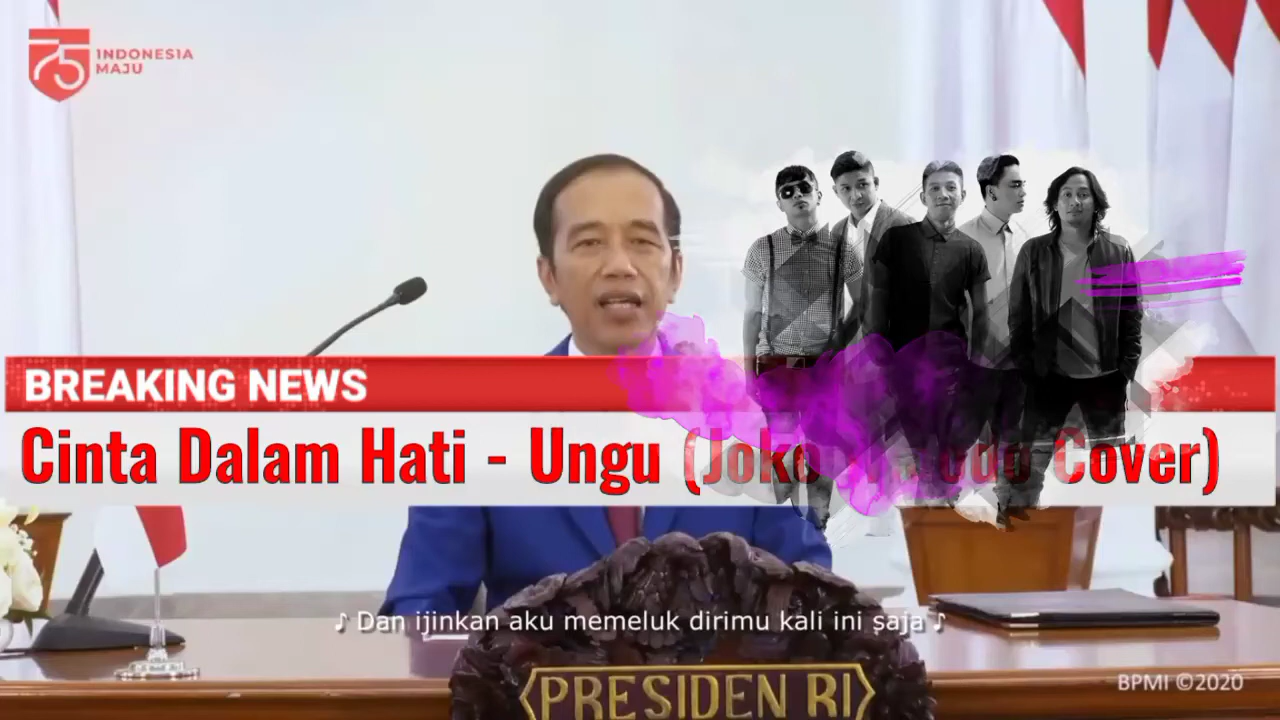 75 INDONESIA
MAJU
BREAKING NEWS
Cinta Dalam Hati - Ungu (Joko Cover)
♪ Dan ijinkan aku memeluk dirimu kali ini saja ♪
PRESIDEN RI
BPMI ©2020